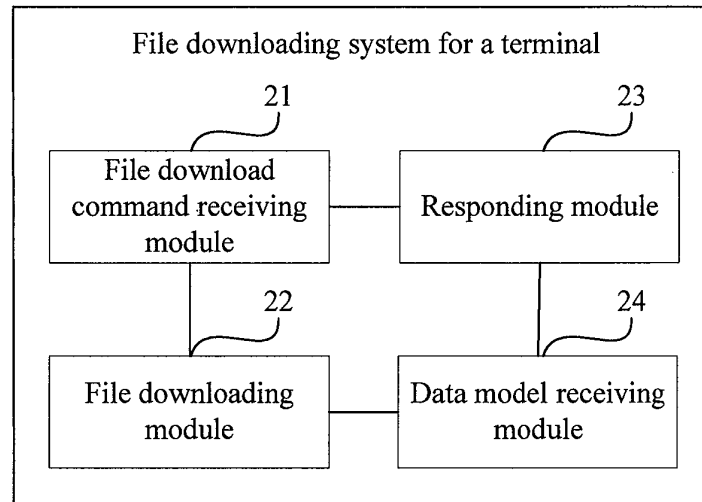 File downloading system for a terminal
21
23
File download
command receiving
module
Responding module
22
24
File downloading
module
Data model receiving
module